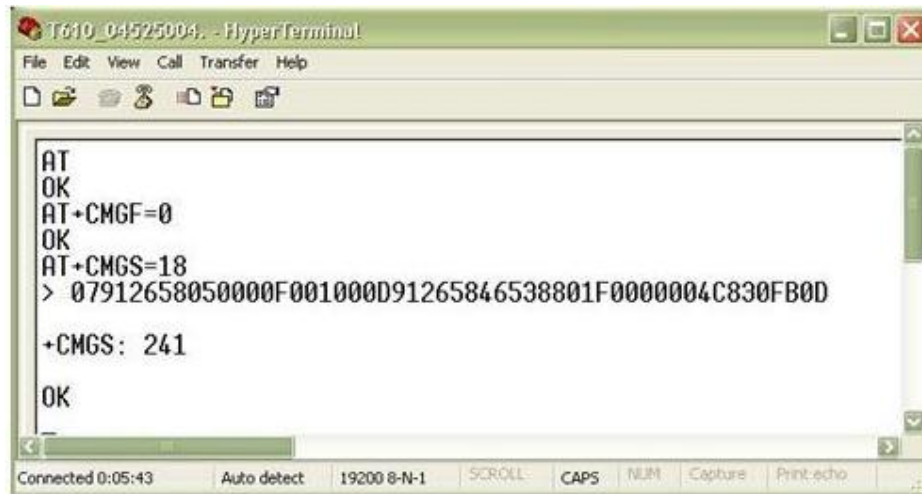 T610_04525004. - HyperTerminal
File Edit View Call Transfer Help
AT
OK
AT+CMGF=0
OK
AT+CMGS=18
> 07912658050000F001000D91265846538801F0000004C830FB0D
+CMGS: 241
OK
Connected 0:05:43 Auto detect 19200 8-N-1 SCROLL CAPS NUM Capture Print echo